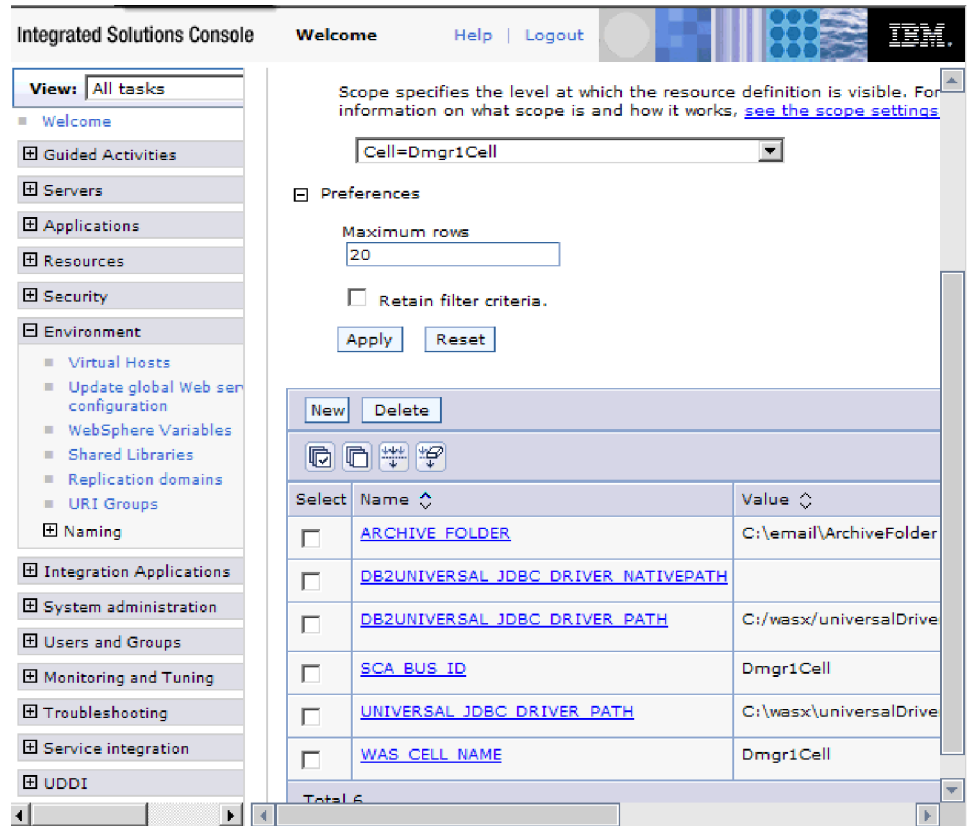 Integrated Solutions Console Welcome Help | Logout IBM.
View: All tasks
Welcome
Guided Activities
Servers
Applications
Resources
Security
Environment
Virtual Hosts
Update global Web ser
configuration
WebSphere Variables
Shared Libraries
Replication domains
URI Groups
Naming
Integration Applications
System administration
Users and Groups
Monitoring and Tuning
Troubleshooting
Service integration
UDDI
Scope specifies the level at which the resource definition is visible. For
information on what scope is and how it works, see the scope settings
Cell=Dmgr1Cell
Preferences
Maximum rows
20
Retain filter criteria.
Apply Reset
New Delete
Select Name Value
ARCHIVE_FOLDER C:\email\ArchiveFolder
DB2UNIVERSAL_JDBC_DRIVER_NATIVEPATH
DB2UNIVERSAL_JDBC_DRIVER_PATH C:/wasx/universalDrive
SCA_BUS_ID Dmgr1Cell
UNIVERSAL_JDBC_DRIVER_PATH C:\wasx\universalDrive
WAS_CELL_NAME Dmgr1Cell
Total 6